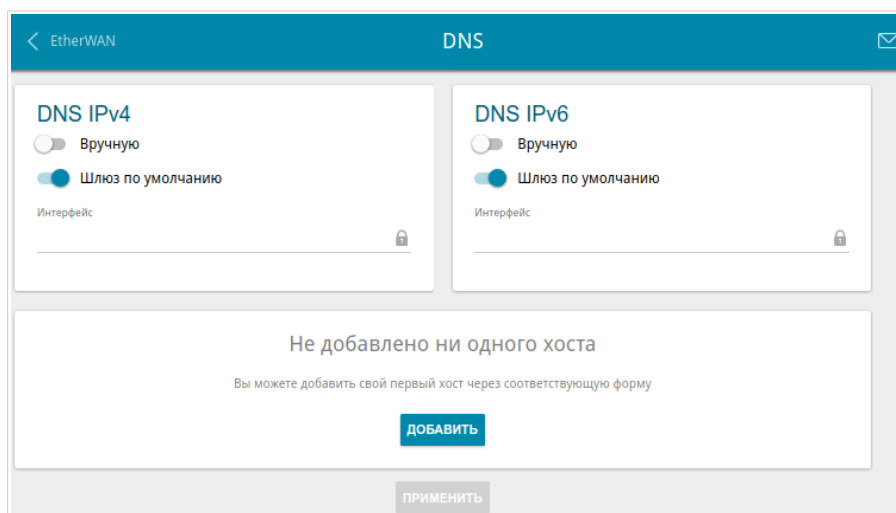 EtherWAN
DNS
DNS IPv4
Вручную
Шлюз по умолчанию
Интерфейс
DNS IPv6
Вручную
Шлюз по умолчанию
Интерфейс
Не добавлено ни одного хоста
Вы можете добавить свой первый хост через соответствующую форму
ДОБАВИТЬ
ПРИМЕНИТЬ